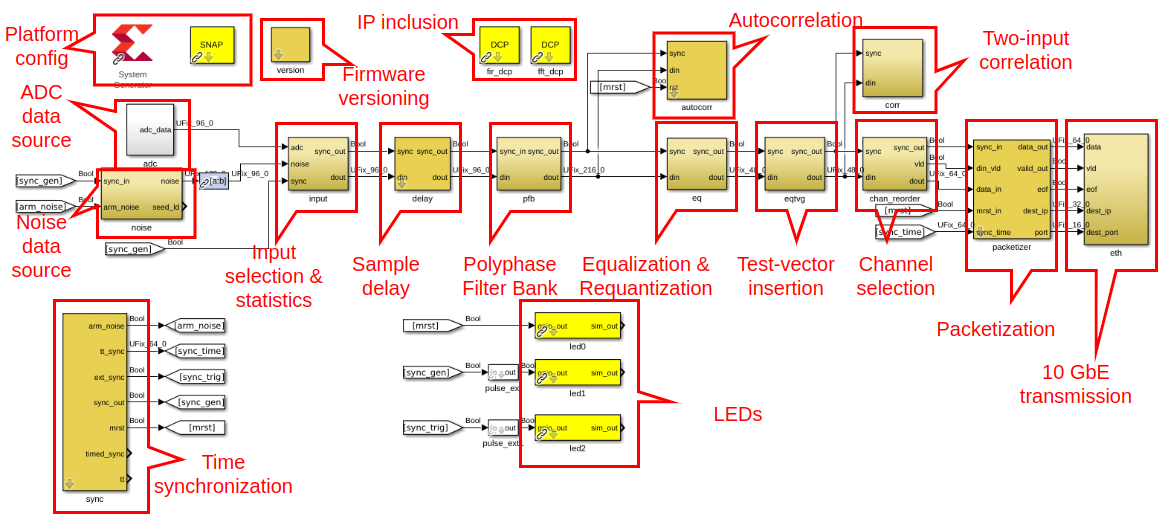 Platform
config
System
Generator
SNAP
version
Firmware
versioning
IP inclusion
DCP
fir_dcp
DCP
fft_dcp
Autocorrelation
sync
din
rst
autocorr
[mrst]
Two-input
correlation
sync
din
corr
ADC
data
source
adc_data
UFix_96_0
adc
[sync_gen]
Bool
[arm_noise]
Bool
sync_in
noise
arm_noise
seed_ld
noise
[a:b]
UFix_96_0
[sync_gen]
Bool
Noise
data
source
adc
noise
sync
sync_out
dout
input
Bool
UFix_96_0
Input
selection &
statistics
sync
sync_out
din
dout
delay
Bool
UFix_96_0
Sample
delay
sync_in
sync_out
din
dout
pfb
Bool
UFix_216_0
Polyphase
Filter Bank
sync
sync_out
din
dout
eq
Bool
Equalization &
Requantization
sync
sync_out
din
dout
eqtvg
Bool
Test-vector
insertion
sync
sync_out
vld
din
dout
chan_reorder
Bool
Bool
[mrst]
Bool
[sync_time]
UFix_64_0
Channel
selection
sync_in
din_vld
data_in
mrst_in
sync_time
data_out
valid_out
eof
dest_ip
port
packetizer
UFix_64_0
Bool
Bool
UFix_32_0
UFix_16_0
Packetization
data
vld
eof
dest_ip
dest_port
eth
10 GbE
transmission
arm_noise
Bool
[arm_noise]
tt_sync
UFix_64_0
[sync_time]
ext_sync
Bool
[sync_trig]
sync_out
Bool
[sync_gen]
mrst
Bool
[mrst]
timed_sync
tt
sync
Time
synchronization
[mrst]
Bool
gpio_out
sim_out
led0
[sync_gen]
Bool
out
pulse_ext
gpio_out
sim_out
led1
[sync_trig]
Bool
out
gpio_out
sim_out
led2
LEDs